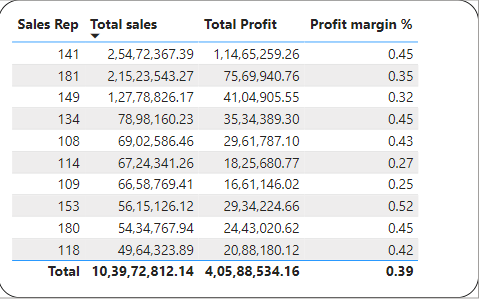 Sales Rep Total sales Total Profit Profit margin %
141 2,54,72,367.39 1,14,65,259.26 0.45
181 2,15,23,543.27 75,69,940.76 0.35
149 1,27,78,826.17 41,04,905.55 0.32
134 78,98,160.23 35,34,389.30 0.45
108 69,02,586.46 29,61,787.10 0.43
114 67,24,341.26 18,25,680.77 0.27
109 66,58,769.41 16,61,146.02 0.25
153 56,15,126.12 29,34,224.66 0.52
180 54,34,767.94 24,43,020.62 0.45
118 49,64,323.89 20,88,180.12 0.42
Total 10,39,72,812.14 4,05,88,534.16 0.39